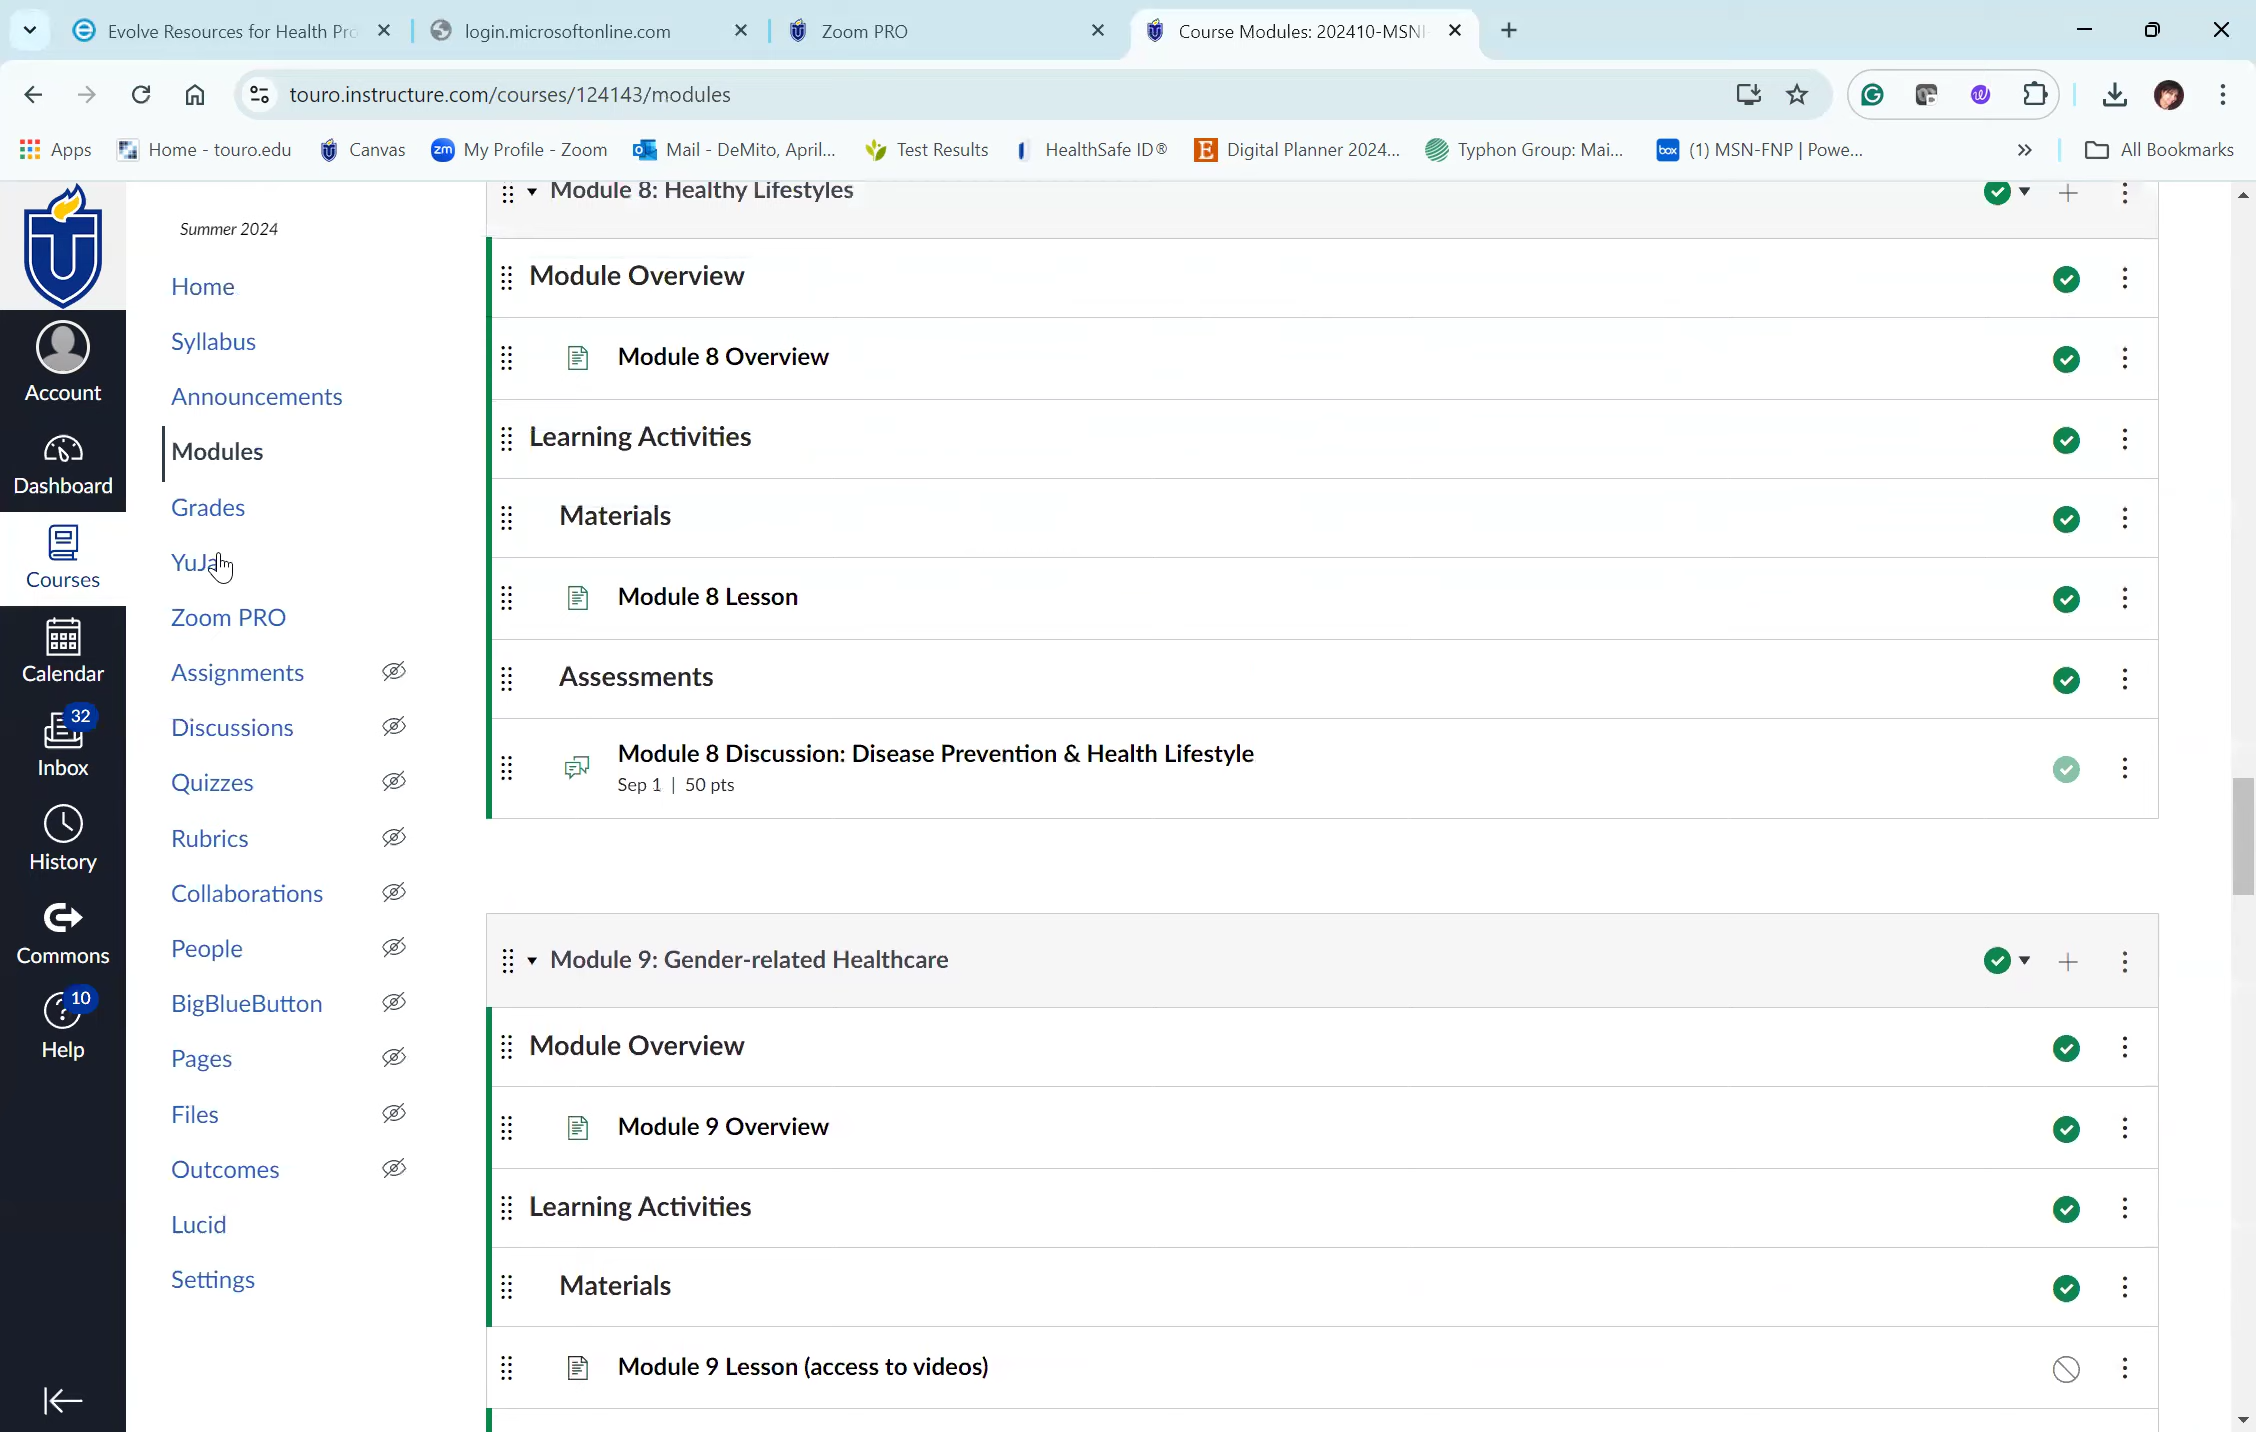 Evolve Resources for Health Pro
login.microsoftonline.com
Zoom PRO
Course Modules: 202410-MSN
touro.instructure.com/courses/124143/modules
Apps
Home - touro.edu
Canvas
zm
My Profile - Zoom
Mail - DeMito, April...
Test Results
HealthSafe ID®
E
Digital Planner 2024...
Typhon Group: Mai...
box
(1) MSN-FNP | Powe...
»
All Bookmarks
Account
Dashboard
Courses
Calendar
32
Inbox
History
Commons
10
Help
Summer 2024
Home
Syllabus
Announcements
Modules
Grades
YuJa
Zoom PRO
Assignments
Discussions
Quizzes
Rubrics
Collaborations
People
BigBlueButton
Pages
Files
Outcomes
Lucid
Settings
Module 8: Healthy Lifestyles
Module Overview
Module 8 Overview
Learning Activities
Materials
Module 8 Lesson
Assessments
Module 8 Discussion: Disease Prevention & Health Lifestyle
Sep 1 | 50 pts
Module 9: Gender-related Healthcare
Module Overview
Module 9 Overview
Learning Activities
Materials
Module 9 Lesson (access to videos)